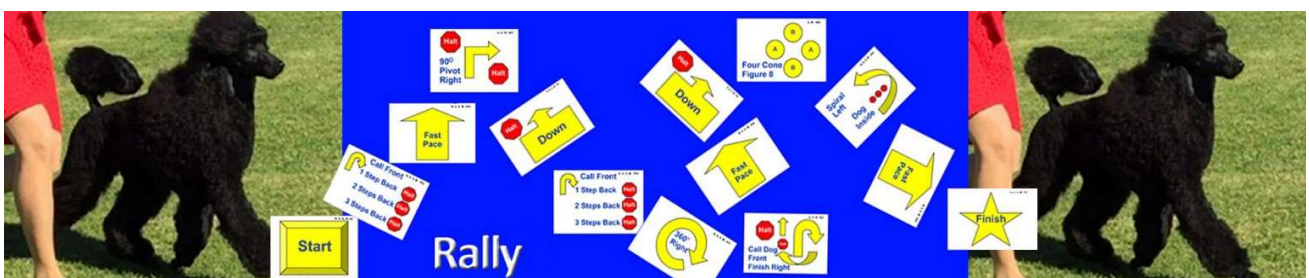 Start
Call Front
1 Step Back Halt
2 Steps Back Halt
3 Steps Back Halt
Fast
Pace
Halt
90°
Pivot
Right
Halt
Halt
Down
Call Front
1 Step Back Halt
2 Steps Back Halt
3 Steps Back Halt
360°
Right
Halt
Halt
Call Dog
Front
Finish Right
Fast
Pace
Halt
Down
B
A
A
B
Four Cone
Figure 8
Spiral
Left
Dog
Inside
Fast
Pace
Finish
Rally